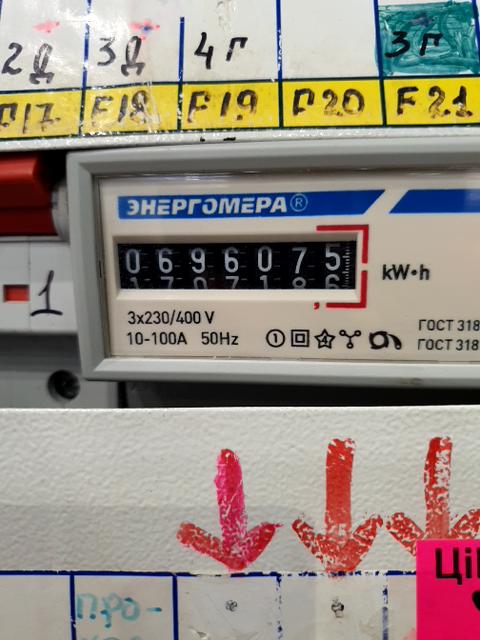 2Д 3Д 4Г 3Г
F17 F18 F19 F20 F21
ЭНЕРГОМЕРА®
0696075
kW•h
3x230/400 V
10-100A 50Hz
ГОСТ 318
ГОСТ 318
1
Ці
ПРО-